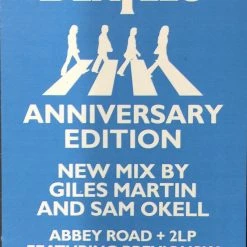 ANNIVERSARY
EDITION
NEW MIX BY
GILES MARTIN
AND SAM OKELL
ABBEY ROAD + 2LP